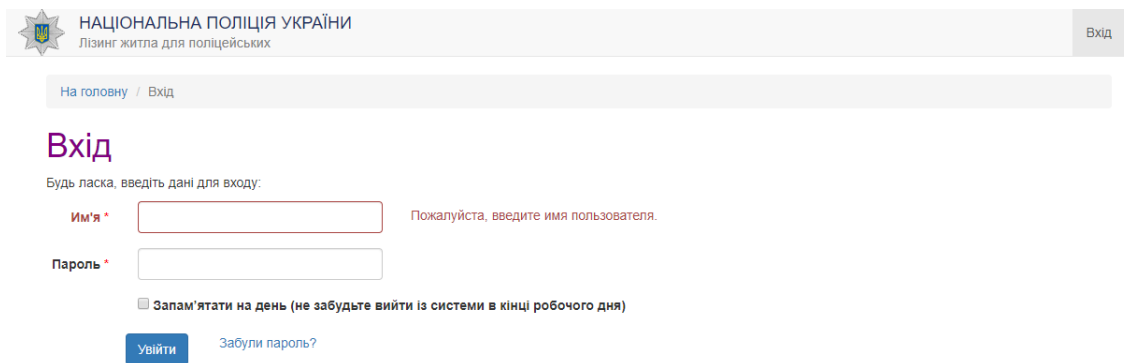 НАЦІОНАЛЬНА ПОЛІЦІЯ УКРАЇНИ
Лізинг житла для поліцейських
Вхід
На головну / Вхід
Вхід
Будь ласка, введіть дані для входу:
Им'я * Пожалуйста, введите имя пользователя.
Пароль *
Запам'ятати на день (не забудьте вийти із системи в кінці робочого дня)
Увійти Забули пароль?